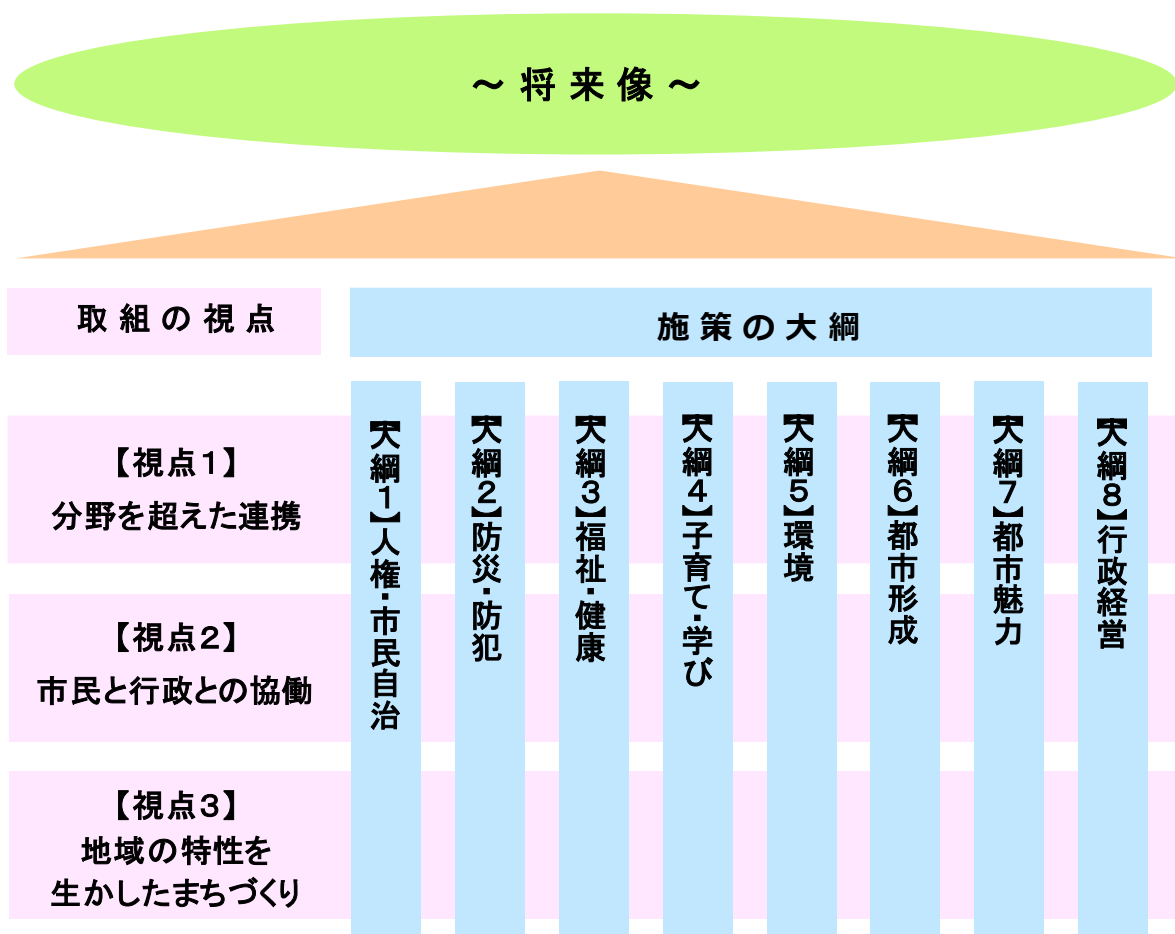 ～将来像～
取組の視点
施策の大綱
【視点１】
分野を超えた連携
【視点２】
市民と行政との協働
【視点３】
地域の特性を
生かしたまちづくり
【大綱１】人権・市民自治
【大綱２】防災・防犯
【大綱３】福祉・健康
【大綱４】子育て・学び
【大綱５】環境
【大綱６】都市形成
【大綱７】都市魅力
【大綱８】行政経営